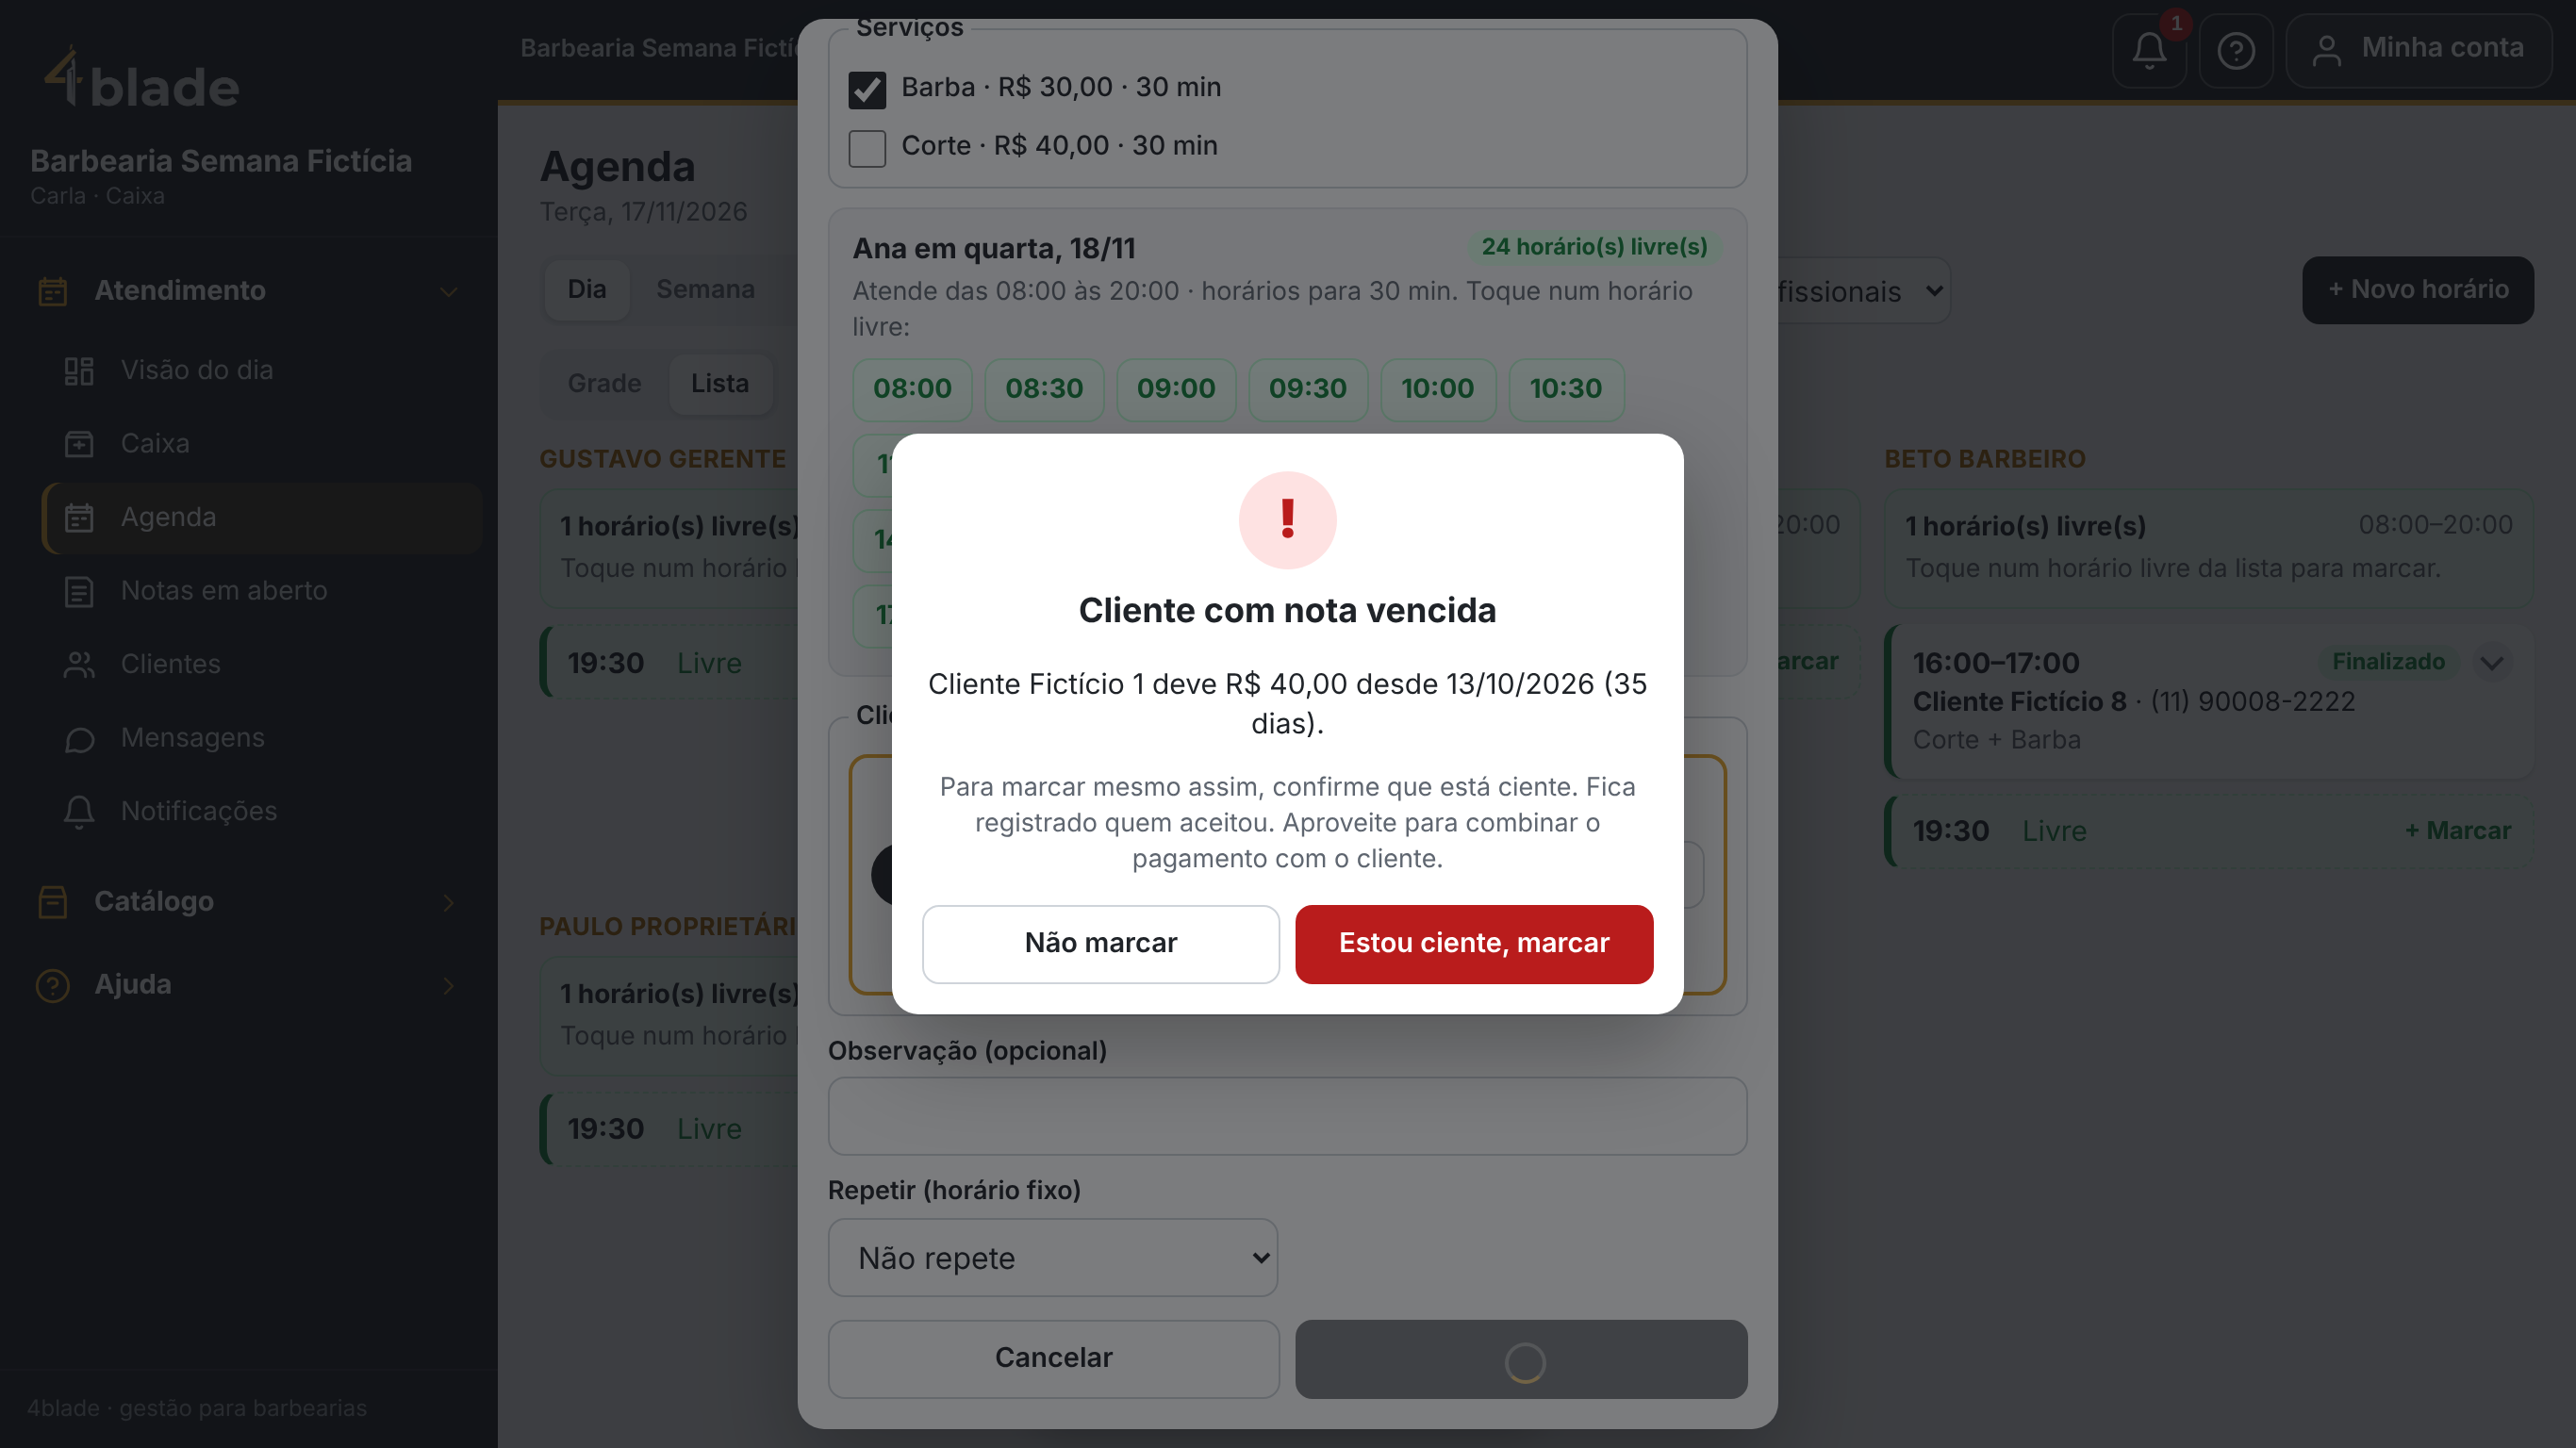 4blade
Barbearia Semana Fictícia
Carla · Caixa
Atendimento
Visão do dia
Caixa
Agenda
Notas em aberto
Clientes
Mensagens
Notificações
Catálogo
Ajuda
4blade · gestão para barbearias
Barbearia Semana
1
Minha conta
Agenda
Terça, 17/11/2026
Dia
Semana
+ Novo horário
Grade
Lista
GUSTAVO GERENTE
1 horário(s) livre(s)
Toque num horário
19:30 Livre
PAULO
1 horário(s) livre(s)
Toque num horário
19:30 Livre
BETO BARBEIRO
1 horário(s) livre(s) 08:00–20:00
Toque num horário livre da lista para marcar.
16:00–17:00 Finalizado
Cliente Fictício 8 · (11) 90008-2222
Corte + Barba
19:30 Livre + Marcar
Serviços
Barba · R$ 30,00 · 30 min
Corte · R$ 40,00 · 30 min
Ana em quarta, 18/11 24 horário(s) livre(s)
Atende das 08:00 às 20:00 · horários para 30 min. Toque num horário
livre:
08:00 08:30 09:00 09:30 10:00 10:30
Observação (opcional)
Repetir (horário fixo)
Não repete
Cancelar
!
Cliente com nota vencida
Cliente Fictício 1 deve R$ 40,00 desde 13/10/2026 (35
dias).
Para marcar mesmo assim, confirme que está ciente. Fica
registrado quem aceitou. Aproveite para combinar o
pagamento com o cliente.
Não marcar
Estou ciente, marcar